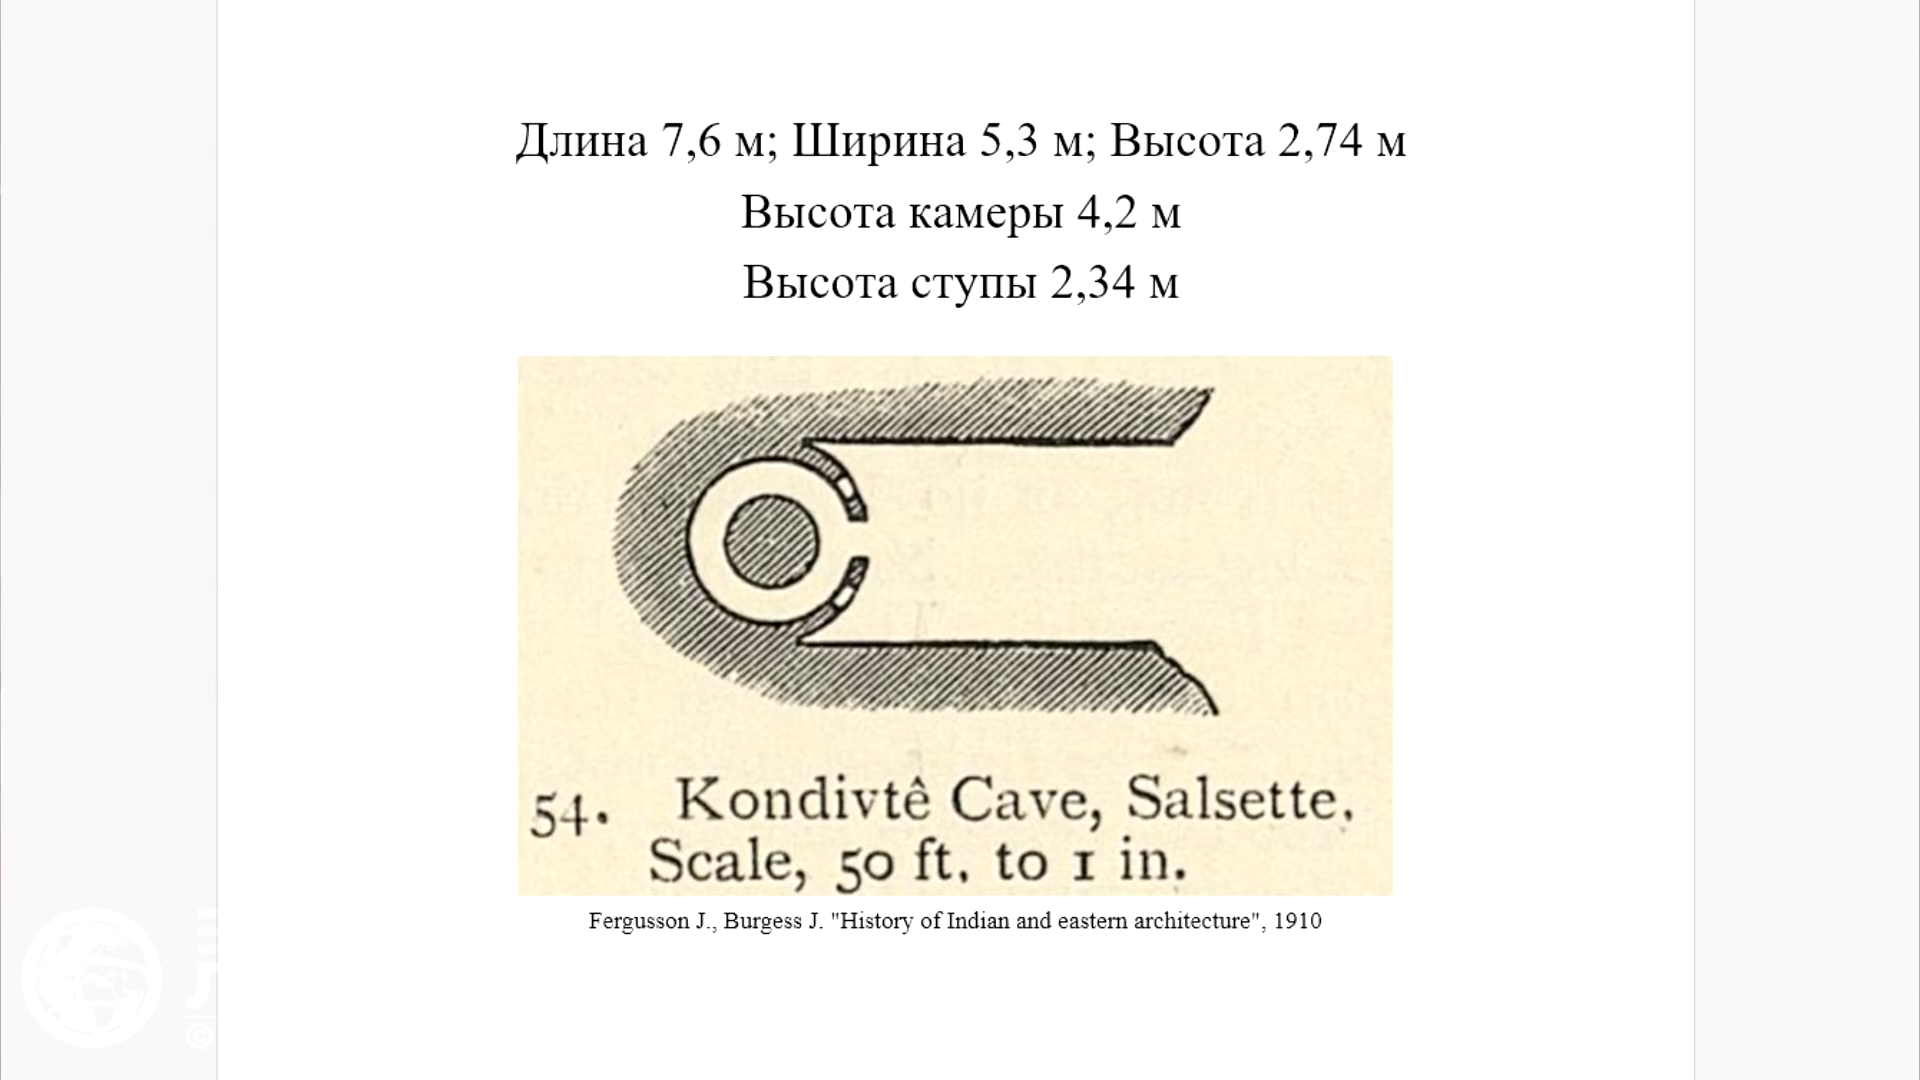 Длина 7,6 м; Ширина 5,3 м; Высота 2,74 м
Высота камеры 4,2 м
Высота ступы 2,34 м
54. Kondivtê Cave, Salsette.
Scale, 50 ft. to 1 in.
Fergusson J., Burgess J. "History of Indian and eastern architecture", 1910